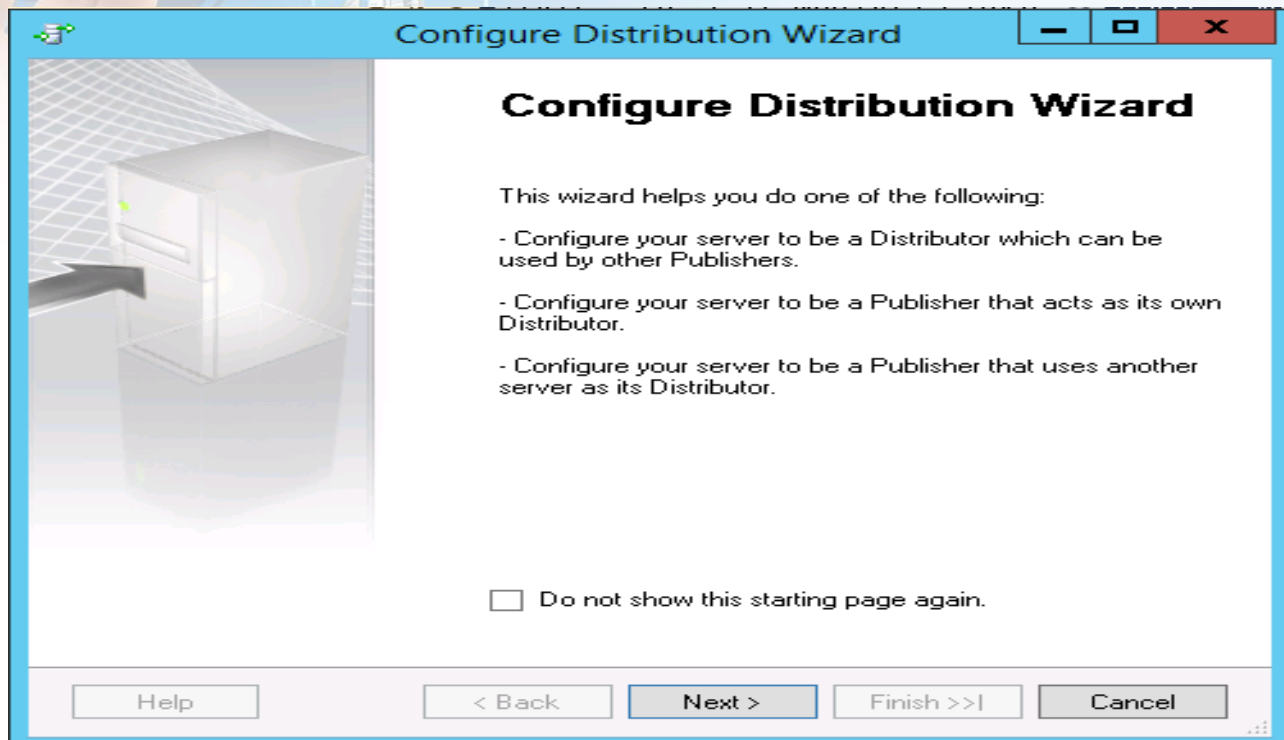 Configure Distribution Wizard
Configure Distribution Wizard
This wizard helps you do one of the following:
- Configure your server to be a Distributor which can be
used by other Publishers.
- Configure your server to be a Publisher that acts as its own
Distributor.
- Configure your server to be a Publisher that uses another
server as its Distributor.
Do not show this starting page again.
Help
< Back
Next >
Finish >>|
Cancel